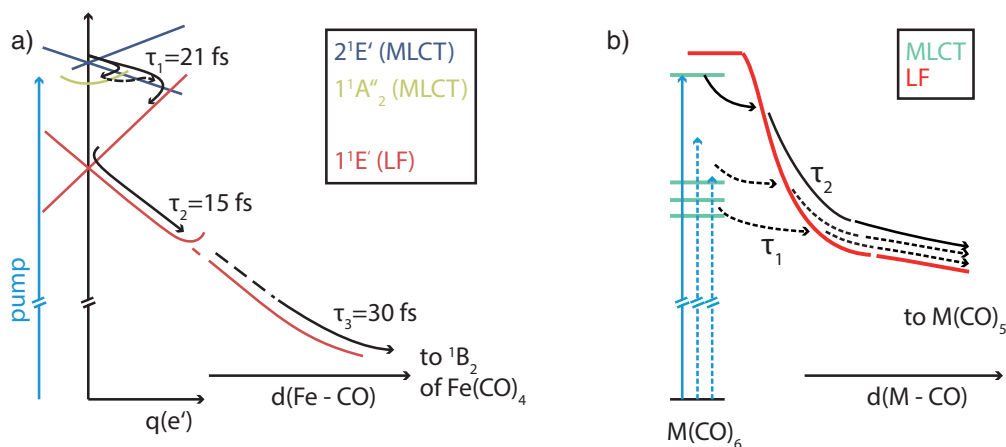 a)
τ₁=21 fs
2¹E' (MLCT)
1¹A"₂ (MLCT)
1¹E' (LF)
τ₂=15 fs
τ₃=30 fs
pump
to ¹B₂
of Fe(CO)₄
d(Fe - CO)
q(e')
b)
MLCT
LF
τ₂
τ₁
to M(CO)₅
d(M - CO)
M(CO)₆